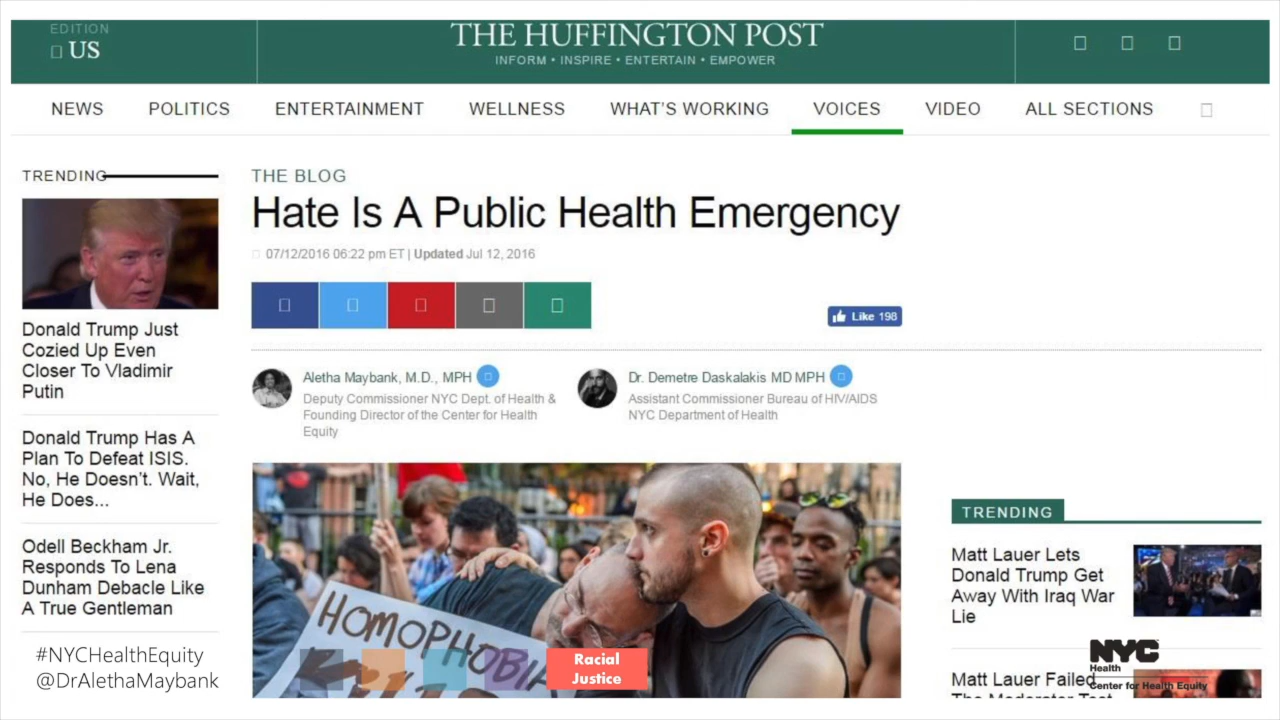 EDITION
US
THE HUFFINGTON POST
INFORM • INSPIRE • ENTERTAIN • EMPOWER
NEWS
POLITICS
ENTERTAINMENT
WELLNESS
WHAT'S WORKING
VOICES
VIDEO
ALL SECTIONS
TRENDING
Donald Trump Just
Cozied Up Even
Closer To Vladimir
Putin
Donald Trump Has A
Plan To Defeat ISIS.
No, He Doesn't. Wait,
He Does...
Odell Beckham Jr.
Responds To Lena
Dunham Debacle Like
A True Gentleman
#NYCHealthEquity
@DrAlethaMaybank
THE BLOG
Hate Is A Public Health Emergency
07/12/2016 06:22 pm ET | Updated Jul 12, 2016
Like 198
Aletha Maybank, M.D., MPH
Deputy Commissioner NYC Dept. of Health &
Founding Director of the Center for Health
Equity
Dr. Demetre Daskalakis MD MPH
Assistant Commissioner Bureau of HIV/AIDS
NYC Department of Health
HOMOPHOBIA
Racial
Justice
TRENDING
Matt Lauer Lets
Donald Trump Get
Away With Iraq War
Lie
Matt Lauer Failed
The Moderator Test
NYC
Health
Center for Health Equity